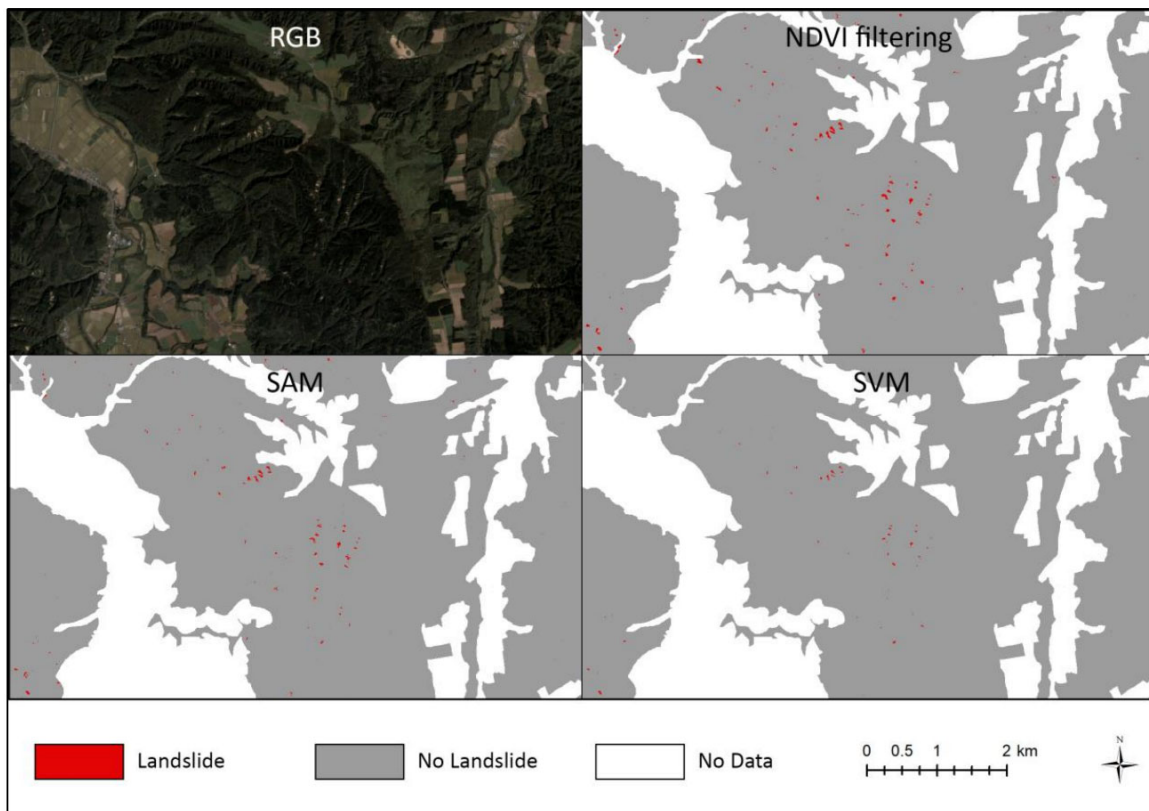 RGB
NDVI filtering
SAM
SVM
Landslide
No Landslide
No Data
0 0.5 1 2 km
N